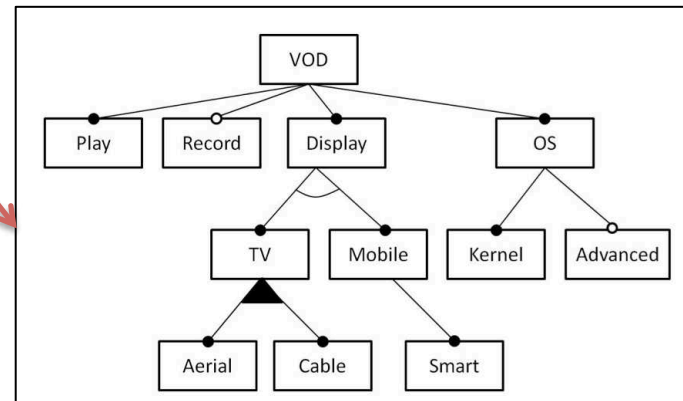 VOD
Play Record Display OS
TV Mobile Kernel Advanced
Aerial Cable Smart